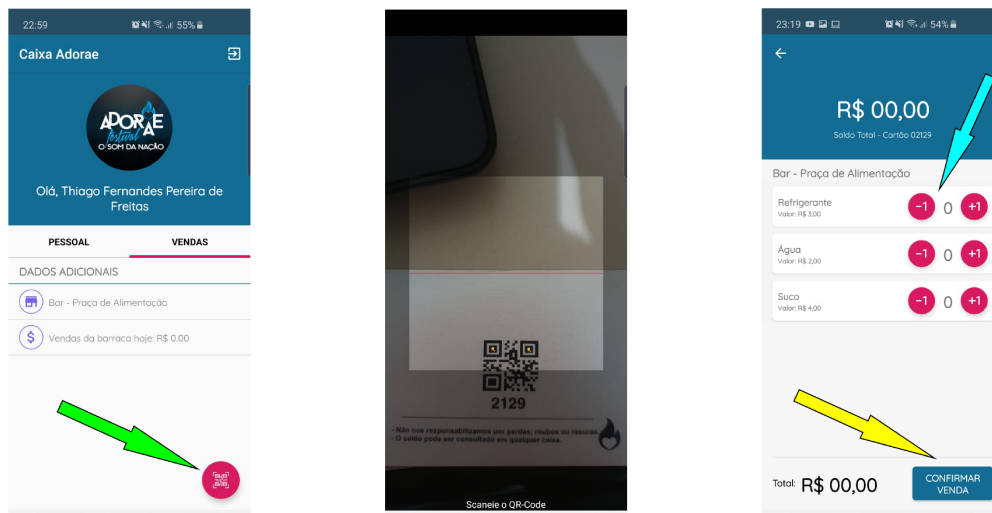 22:59
55%
Caixa Adorae
ADORAE
festival
O SOM DA NAÇÃO
Olá, Thiago Fernandes Pereira de
Freitas
PESSOAL
VENDAS
DADOS ADICIONAIS
Bar - Praça de Alimentação
Vendas da barraca hoje: R$ 0.00
2129
- Não nos responsabilizamos por perdas, roubos ou rasuras.
- O saldo pode ser consultado em qualquer caixa.
Scaneie o QR-Code
23:19
54%
R$ 00,00
Saldo Total - Cartão 02129
Bar - Praça de Alimentação
Refrigerante
Valor: R$ 3,00
-1 0 +1
Água
Valor: R$ 2,00
-1 0 +1
Suco
Valor: R$ 4,00
-1 0 +1
Total: R$ 00,00
CONFIRMAR
VENDA